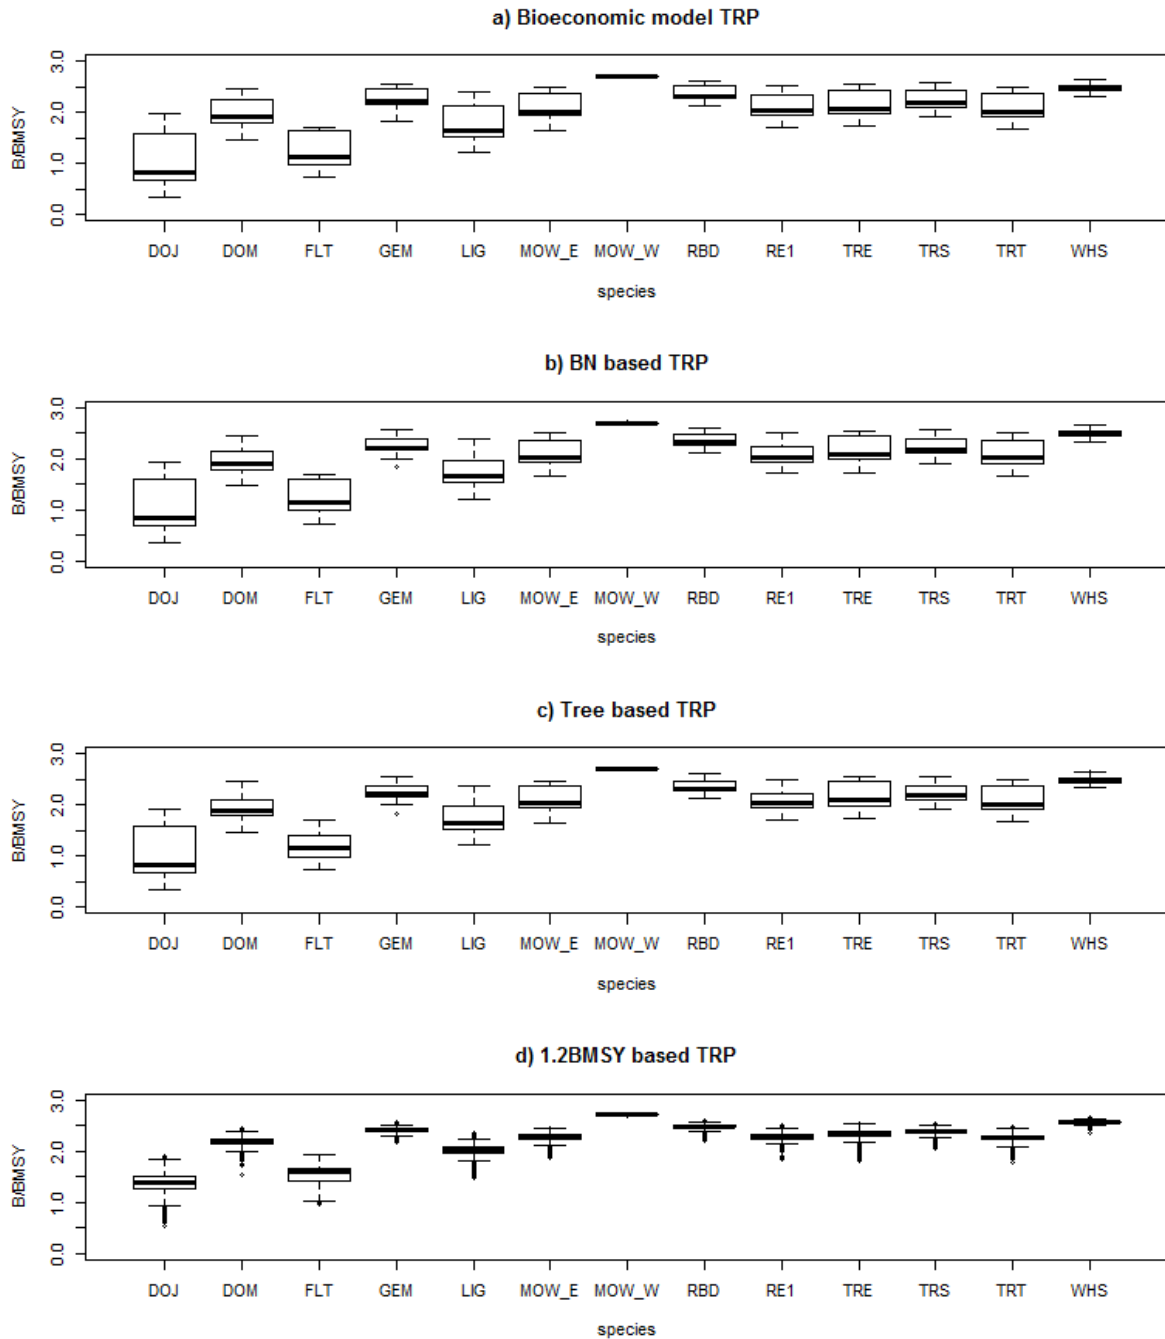 a) Bioeconomic model TRP
B/BMSY
3.0
2.0
1.0
0.0
DOJ DOM FLT GEM LIG MOW_E MOW_W RBD RE1 TRE TRS TRT WHS
species
b) BN based TRP
B/BMSY
3.0
2.0
1.0
0.0
DOJ DOM FLT GEM LIG MOW_E MOW_W RBD RE1 TRE TRS TRT WHS
species
c) Tree based TRP
B/BMSY
3.0
2.0
1.0
0.0
DOJ DOM FLT GEM LIG MOW_E MOW_W RBD RE1 TRE TRS TRT WHS
species
d) 1.2BMSY based TRP
B/BMSY
3.0
2.0
1.0
0.0
DOJ DOM FLT GEM LIG MOW_E MOW_W RBD RE1 TRE TRS TRT WHS
species